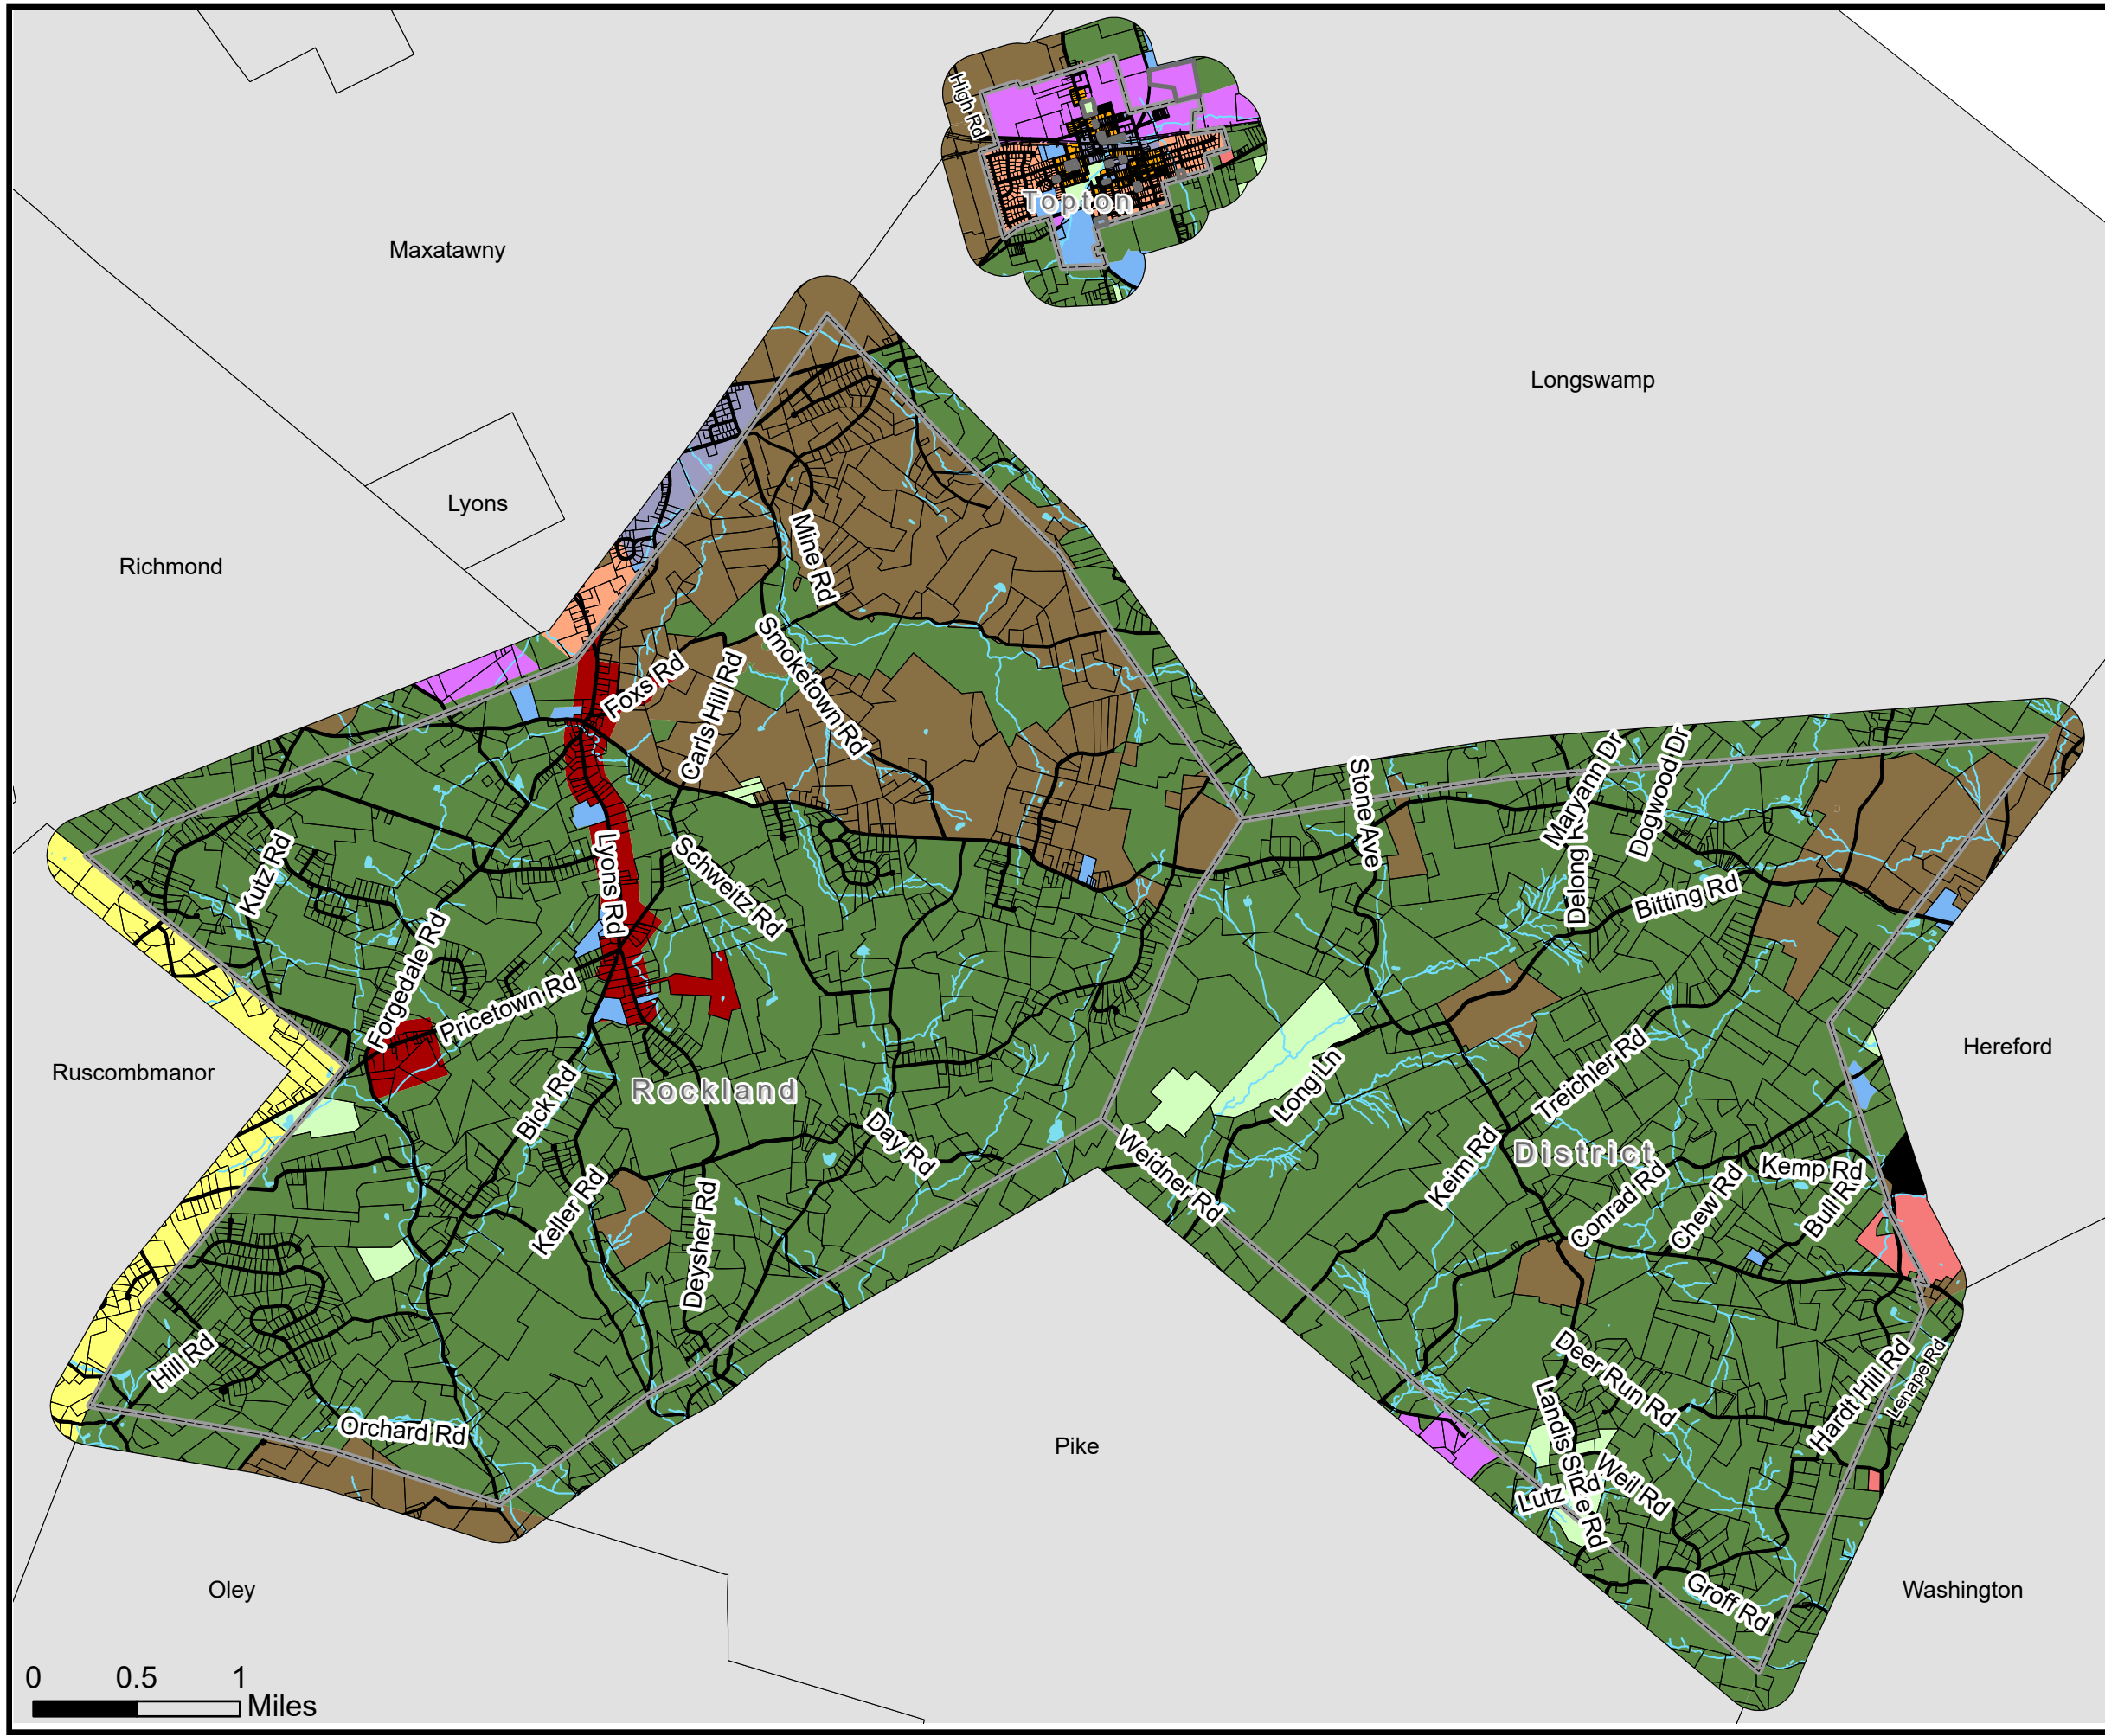 High Rd
Topton
Maxatawny
Longswamp
Lyons
Richmond
Mine Rd
Smoketown Rd
Foxs Rd
Carls Hill Rd
Stone Ave
Maryann Dr
Dogwood Dr
Delong R
Bitting Rd
Kutz Rd
Lyons Rd
Schweitz Rd
Forgedale Rd
Pricetown Rd
Ruscombmanor
Hereford
Rockland
Bick Rd
Long Ln
Treichler Rd
Day Rd
Weidner Rd
Keim Rd
District
Kemp Rd
Conrad Rd
Chew Rd
Bull Rd
Keller Rd
Deysher Rd
Hill Rd
Orchard Rd
Deer Run Rd
Hardt Hill Rd
Lenape Rd
Pike
Landis St e Rd
Weil Rd
Lutz Rd
Groff Rd
Oley
Washington
0 0.5 1
Miles